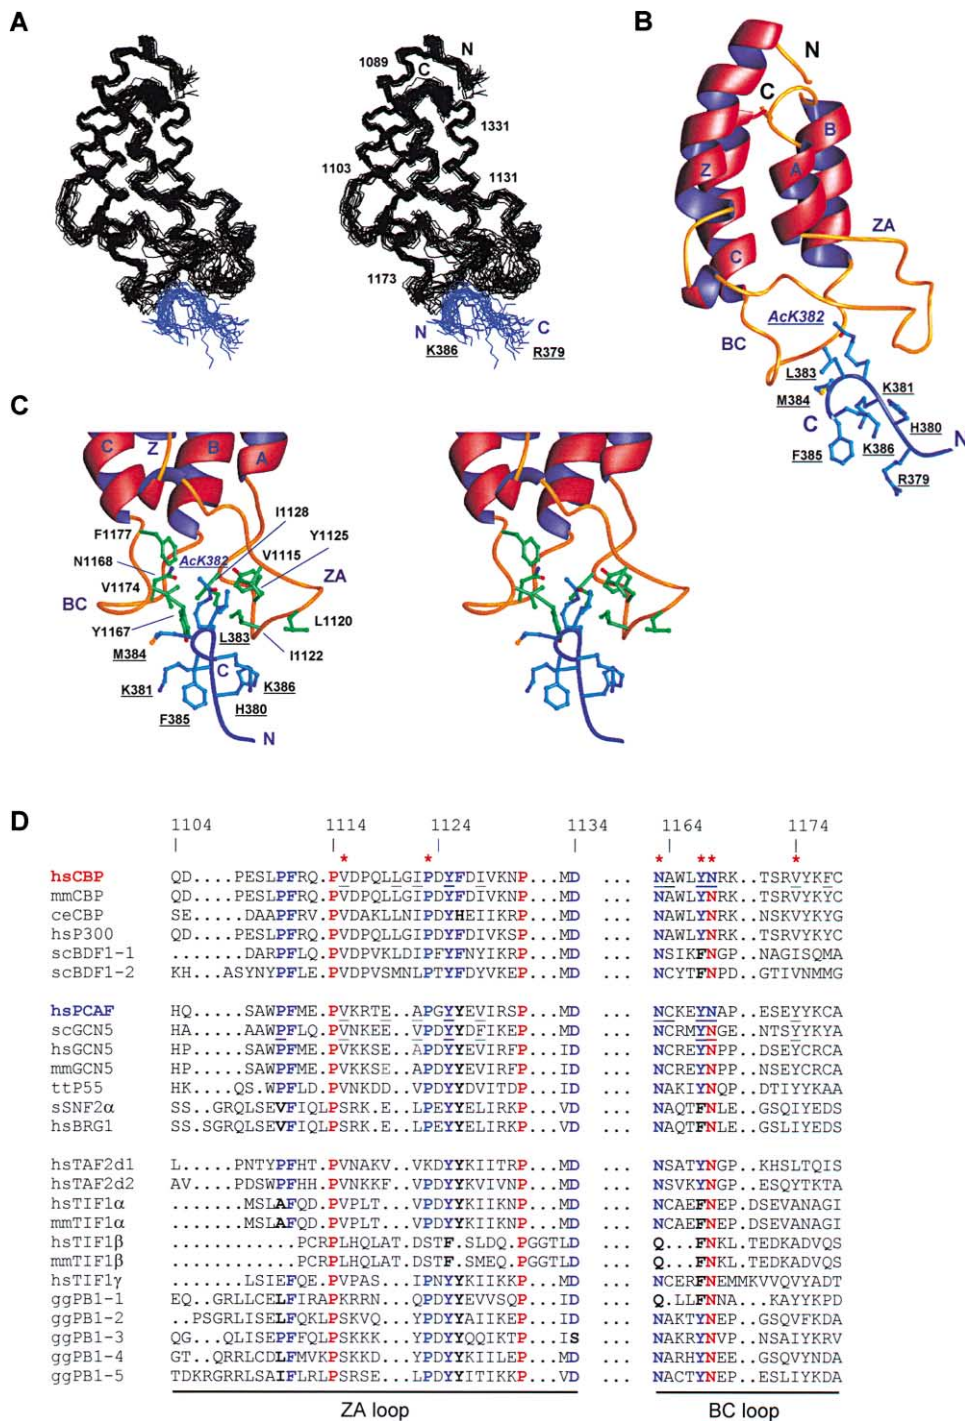 A
N
1089
C
1331
1103
1131
1173
N
C
K386
R379
B
N
C
B
Z
A
ZA
C
AcK382
BC
L383
K381
M384
C
H380
K386
N
F385
R379
C
C Z B A
I1128
F1177
Y1125
AcK382
V1115
N1168
ZA
V1174
BC
L1120
Y1167
L383
I1122
M384
C
K381
K386
F385
H380
N
BC
ZA
C
N
D
1104 1114 1124 1134 1164 1174
* * * * * *
hsCBP QD....PESLPFRQ.PVDPQLLGIPDYFDIVKNP...MD ... NAWLYNRK..TSRVYKFC
mmCBP QD....PESLPFRQ.PVDPQLLGIPDYFDIVKNP...MD ... NAWLYNRK..TSRVYKYC
ceCBP SE....DAAPFRV.PVDAKLLNIPDYHEIIKRP...MD ... NAWLYNRK..NSKVYKYG
hsP300 QD....PESLPFRQ.PVDPQLLGIPDYFDIVKSP...MD ... NAWLYNRK..TSRVYKYC
scBDF1-1 ......DARPFLE.PVDPVKLDIPFYFNYIKRP...MD ... NSIKFNGP..NAGISQMA
scBDF1-2 KH..ASYNYPFLE.PVDPVSMNLPTYFDYVKEP...MD ... NCYTFNPD..GTIVNMMG
hsPCAF HQ.....SAWPFME.PVKRTE.APGYYEVIRSP...MD ... NCKEYNAP..ESEYYKCA
scGCN5 HA.....AAWPFLQ.PVNKEE.VPDYYDFIKEP...MD ... NCRMYNGE..NTSYYKYA
hsGCN5 HP.....SAWPFME.PVKKSE.APDYYEVIRFP...ID ... NCREYNPP..DSEYCRCA
mmGCN5 HP.....SAWPFME.PVKKSE.APDYYEVIRFP...ID ... NCREYNPP..DSEYCRCA
ttP55 HK....QS.WPFLD.PVNKDD.VPDYYDVITDP...ID ... NAKIYNQP..DTIYYKAA
sSNF2α SS..GRQLSEVFIQLPSRK.E.LPEYYELIRKP...VD ... NAQTFNLE..GSQIYEDS
hsBRG1 SS.SGRQLSEVFIQLPSRK.E.LPEYYELIRKP...VD ... NAQTFNLE..GSLIYEDS
hsTAF2d1 L.....PNTYPFHT.PVNAKV.VKDYYKIITRP...MD ... NSATYNGP..KHSLTQIS
hsTAF2d2 AV....PDSWPFHH.PVNKKF.VPDYYKVIVNP...MD ... NSVKYNGP..ESQYTKTA
hsTIF1α ......MSLAFQD.PVPLT..VPDYYKIIKNP...MD ... NCAEFNEP..DSEVANAGI
mmTIF1α ......MSLAFQD.PVPLT..VPDYYKIIKNP...MD ... NCAEFNEP..DSEVANAGI
hsTIF1β ............PCRPLHQLAT.DSTF.SLDQ.PGGTLD Q...FNKL.TEDKADVQS
mmTIF1β ............PCRPLHQLAT.DSTF.SMEQ.PGGTLD Q...FNKL.TEDKADVQS
hsTIF1γ ......LSIEFQE.PVPAS..IPNYYKIIKKP...MD ... NCERFNEMMKVVQVYADT
ggPB1-1 EQ..GRLLCELFIRAPKRRN..QPDYYEVVSQP...ID ... Q.LLFNNA...KAYYKPD
ggPB1-2 ..PSGRLISELFQKLPSKVQ..YPDYYAIIKEP...ID ... NAKTYNEP..GSQVFKDA
ggPB1-3 QG..QLISEPFFQLPSKKK..YPDYYQQIKTP...IS ... NAKRYNVP..NSAIYKRV
ggPB1-4 GT..QRRLCDLFMVKPSKKD..YPDYYKIILEP...MD ... NARHYNEE..GSQVYNDA
ggPB1-5 TDKRGRRLSAIFLRLPSRSE..LPDYYITIKKP...VD ... NACTYNEP..ESLIYKDA
ZA loop BC loop